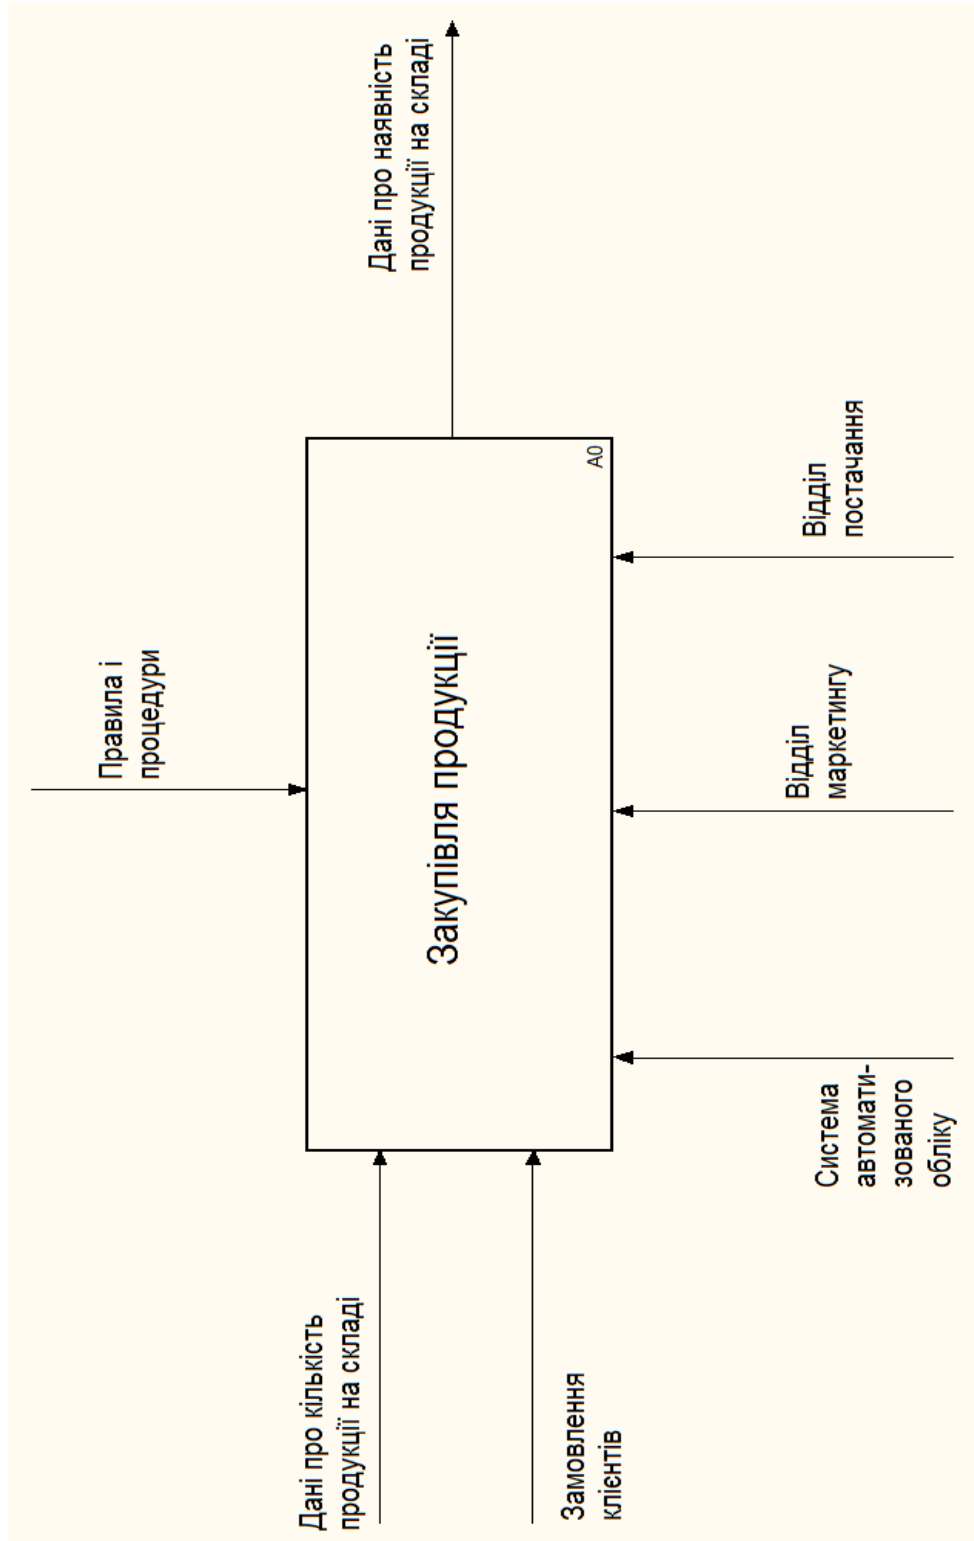 Правила і
процедури
Дані про кількість
продукції на складі
Замовлення
клієнтів
Закупівля продукції
A0
Дані про наявність
продукції на складі
Система
автомати-
зованого
обліку
Відділ
маркетингу
Відділ
постачання